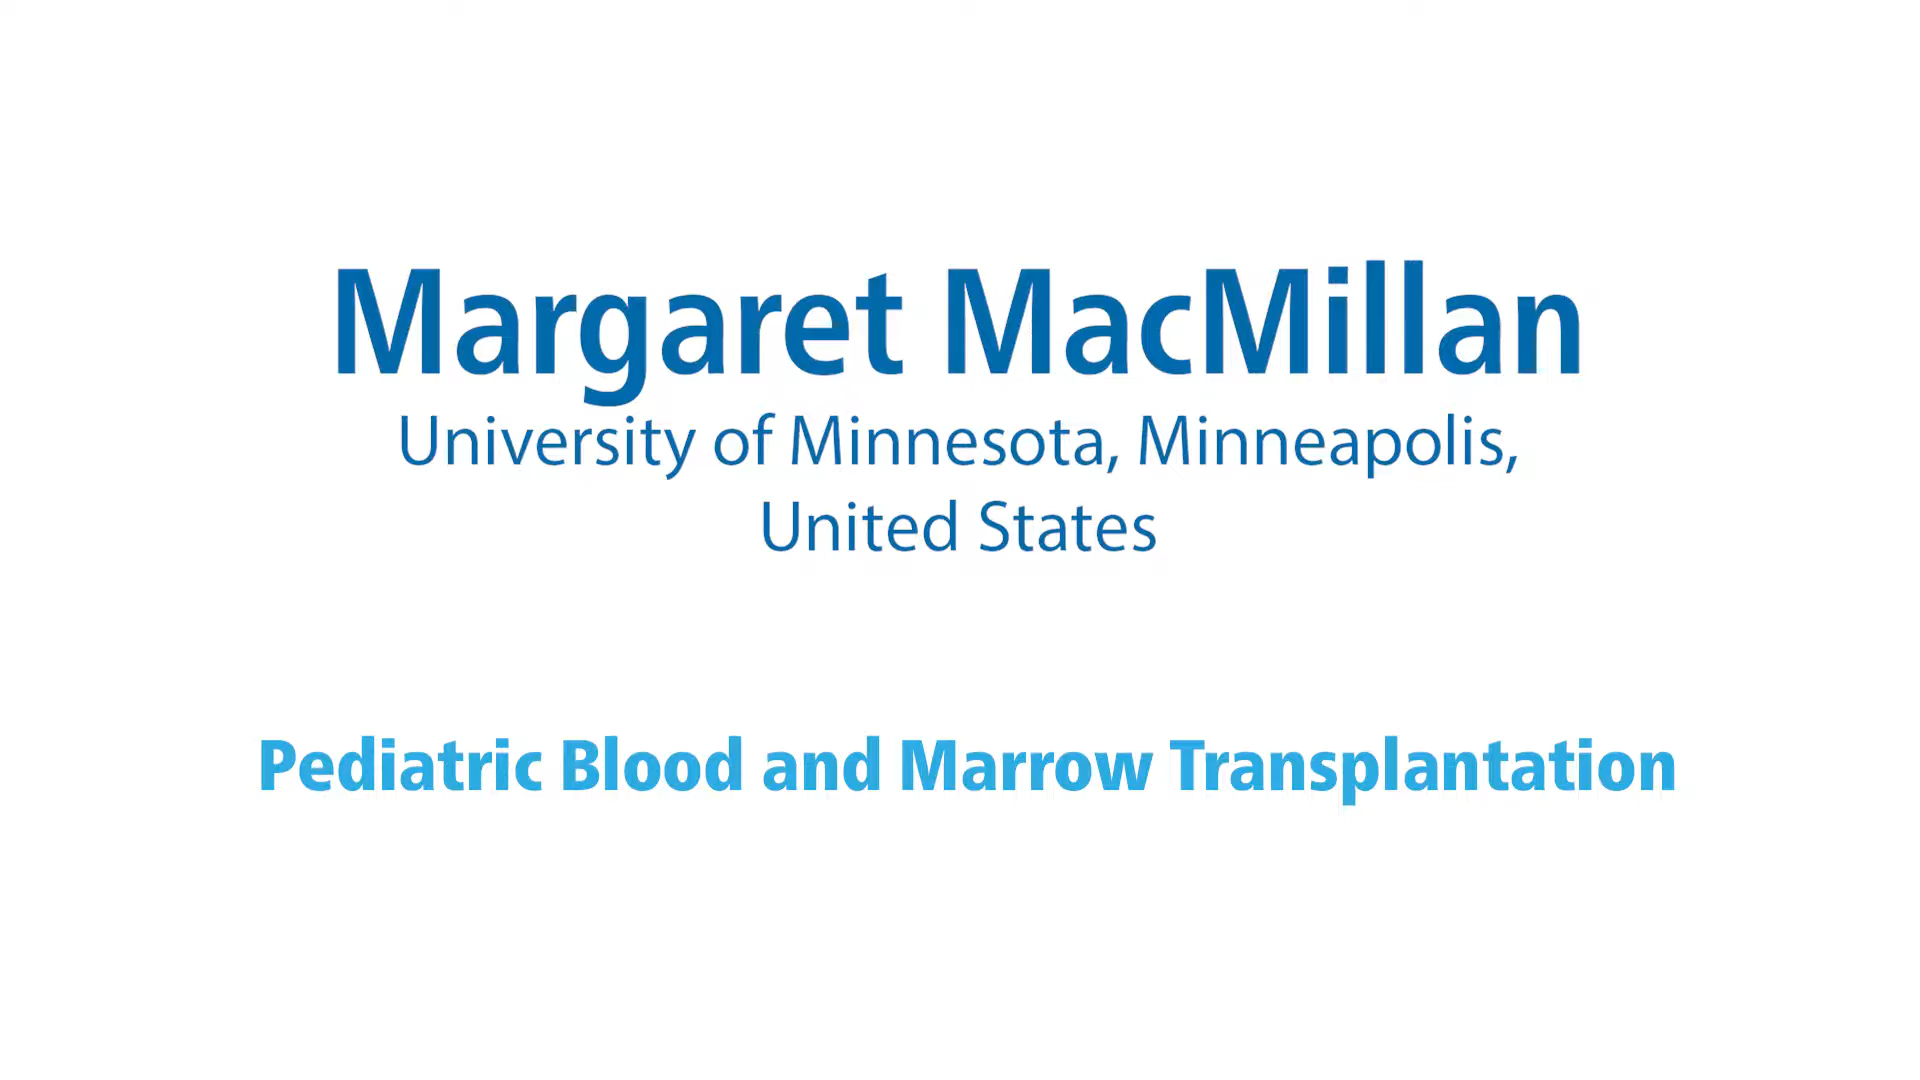 Margaret MacMillan
University of Minnesota, Minneapolis,
United States
Pediatric Blood and Marrow Transplantation